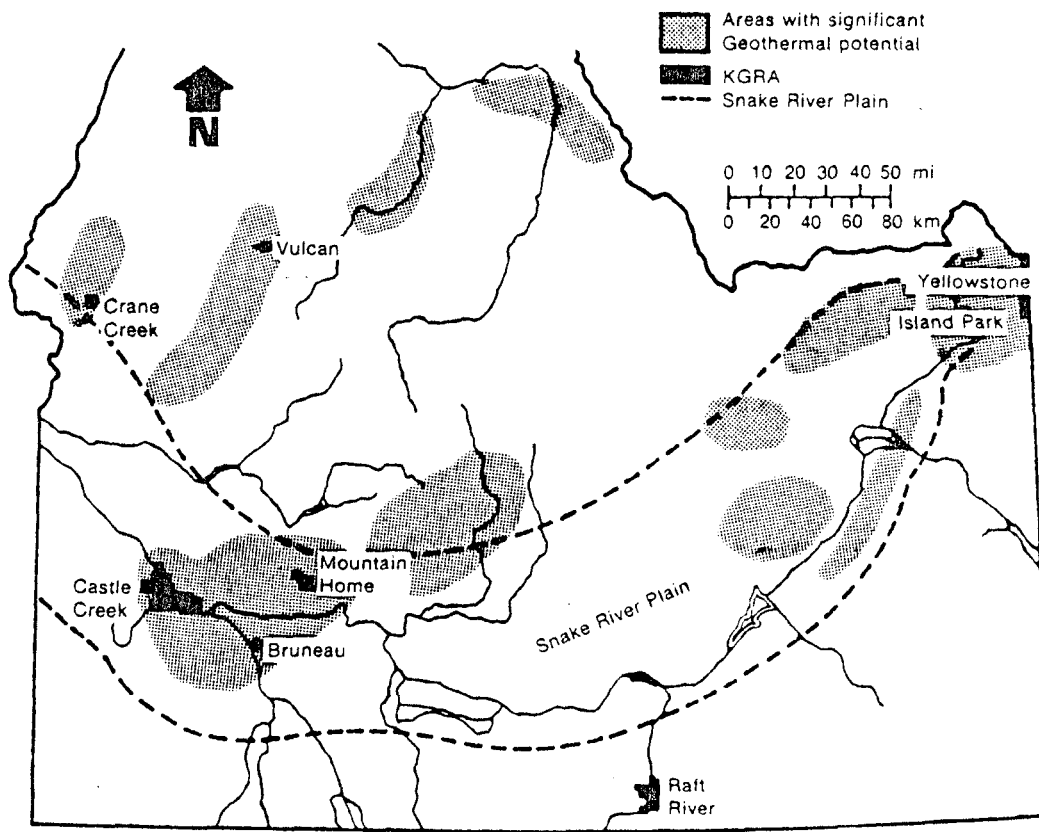 Areas with significant
Geothermal potential
KGRA
Snake River Plain
N
0 10 20 30 40 50 mi
0 20 40 60 80 km
Vulcan
Crane
Creek
Yellowstone
Island Park
Mountain
Home
Castle
Creek
Bruneau
Snake River Plain
Raft
River